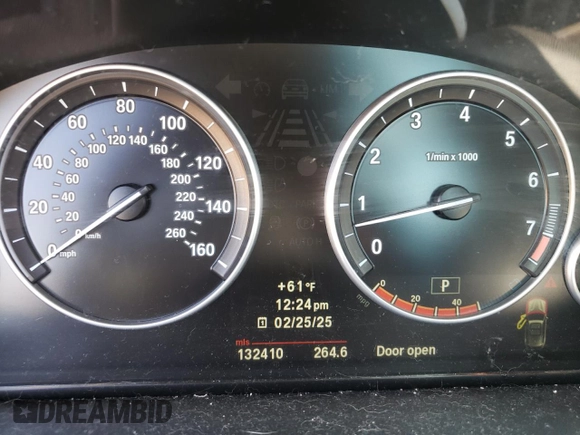 0 20 40 60 80 100 120 140 160
mph
0 20 40 60 80 100 120 140 160 180 200 220 240 260
km/h
0 1 2 3 4 5 6 7
1/min x 1000
+61 °F
12:24 pm
02/25/25
mls
132410 264.6
P
0 20 40
mpg
Door open
DREAMBID